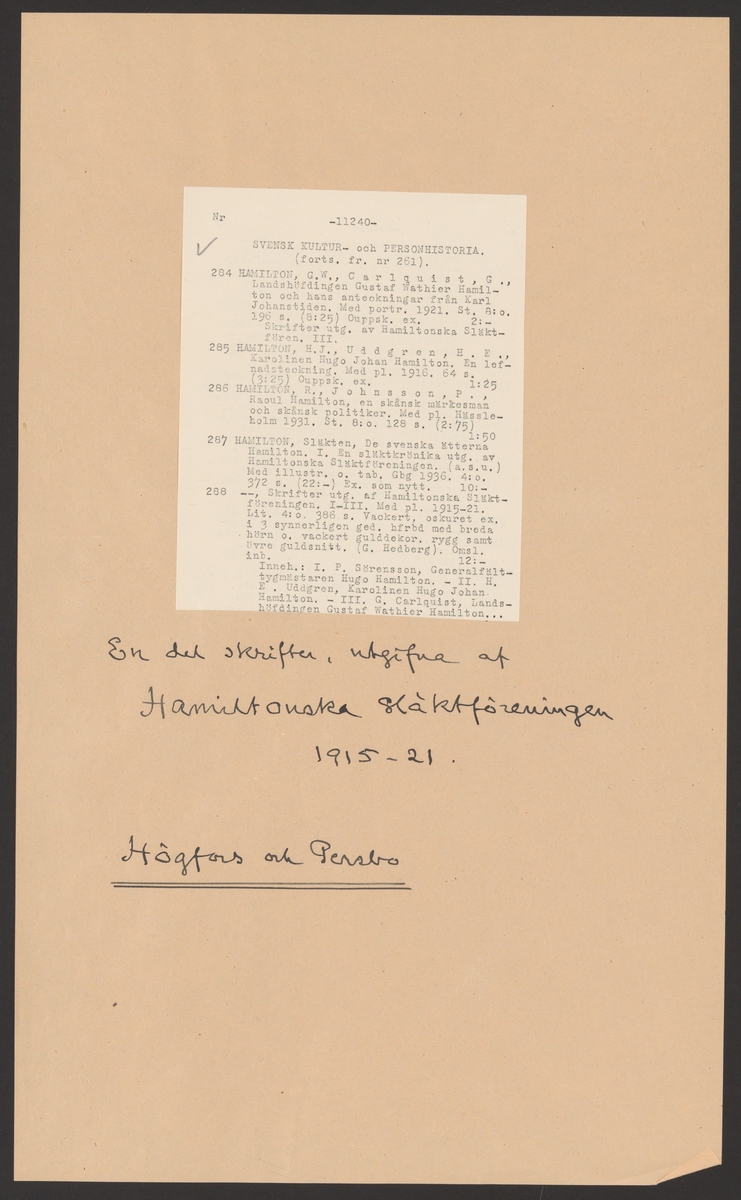 Nr
-11240-
SVENSK KULTUR- och PERSONHISTORIA.
(forts. fr. nr 261).
284 HAMILTON, G.W., C a r l q u i s t , G .,
Landshöfdingen Gustaf Wathier Hamil-
ton och hans anteckningar från Karl
Johanstiden. Med portr. 1921. St. 8:o.
196 s. (8:25) Ouppsk. ex. 2:-
Skrifter utg. av Hamiltonska Släkt-
fören. III.
285 HAMILTON, H.J., U d d g r e n , H . E .,
Karolinen Hugo Johan Hamilton. En lef-
nadsteckning. Med pl. 1916. 64 s.
(3:25) Ouppsk. ex. 1:25
286 HAMILTON, R., J o h n s s o n , P .,
Raoul Hamilton, en skånsk märkesman
och skånsk politiker. Med pl. Hässle-
holm 1931. St. 8:o. 128 s. (2:75)
1:50
287 HAMILTON, Släkten, De svenska ätterna
Hamilton. I. En släktkrönika utg. av
Hamiltonska Släktföreningen. (a.s.u.)
Med illustr. o. tab. Gbg 1936. 4:o.
372 s. (22:-) Ex. som nytt. 10:-
288 --, Skrifter utg. af Hamiltonska Släkt-
föreningen. I-III. Med pl. 1915-21.
Lit. 4:o. 386 s. Vackert, oskuret ex.
i 3 synnerligen ged. hfrbd med breda
hörn o. vackert gulddekor. rygg samt
övre guldsnitt. (G. Hedberg). Omsl.
inb. 12:-
Inneh.: I. P. Sörensson, Generalfält-
tygmästaren Hugo Hamilton. - II. H.
E . Uddgren, Karolinen Hugo Johan
Hamilton. - III. G. Carlquist, Lands-
höfdingen Gustaf Wathier Hamilton...
En del skrifter, utgifna af
Hamiltonska släktföreningen
1915-21.
Högfors och Persbo